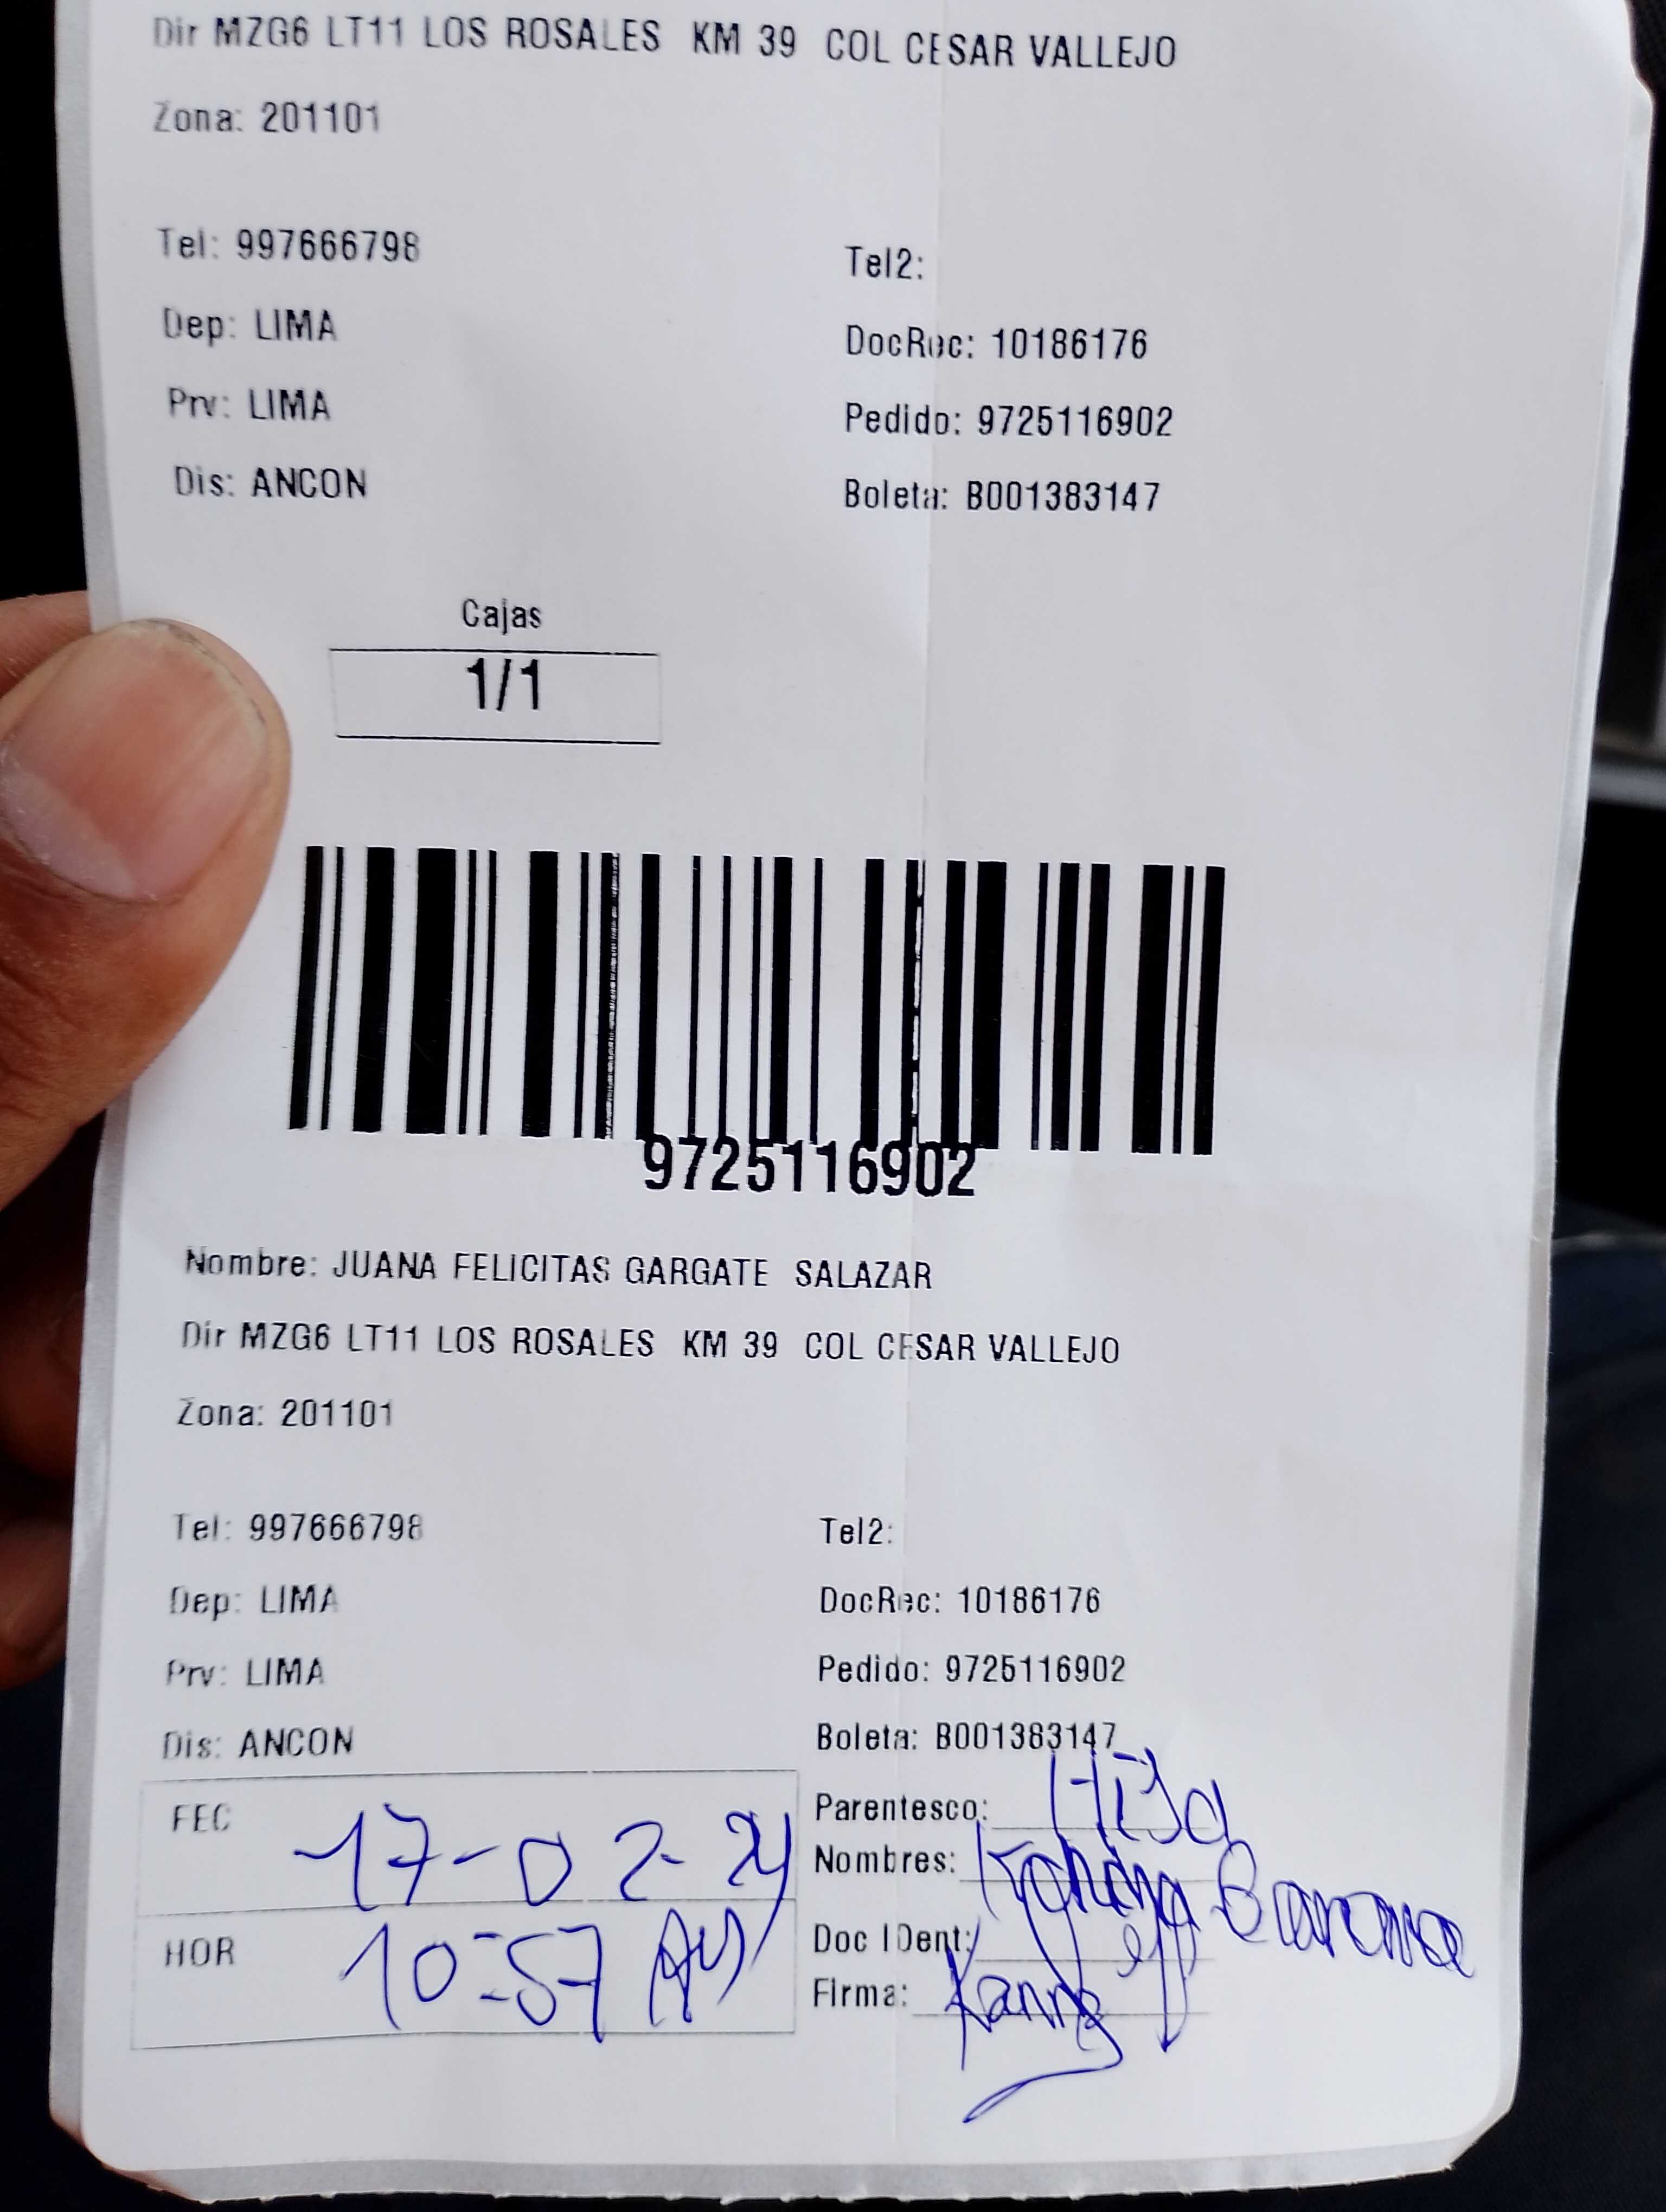 Dir MZG6 LT11 LOS ROSALES KM 39 COL CESAR VALLEJO
Zona: 201101
Tel: 997666798 Tel2:
Dep: LIMA DocRec: 10186176
Prv: LIMA Pedido: 9725116902
Dis: ANCON Boleta: B001383147
Cajas
1/1
9725116902
Nombre: JUANA FELICITAS GARGATE SALAZAR
Dir MZG6 LT11 LOS ROSALES KM 39 COL CESAR VALLEJO
Zona: 201101
Tel: 997666798 Tel2:
Dep: LIMA DocRec: 10186176
Prv: LIMA Pedido: 9725116902
Dis: ANCON Boleta: B001383147
FEC 17-02-24 Parentesco: Hija
Nombres:
HOR 10:57 AM Doc IDent:
Firma: